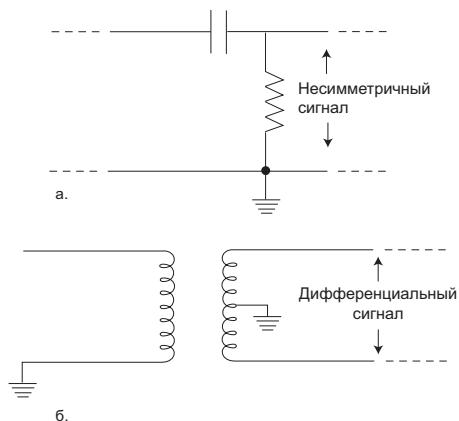 Несимметричный
сигнал
а.
Дифференциальный
сигнал
б.